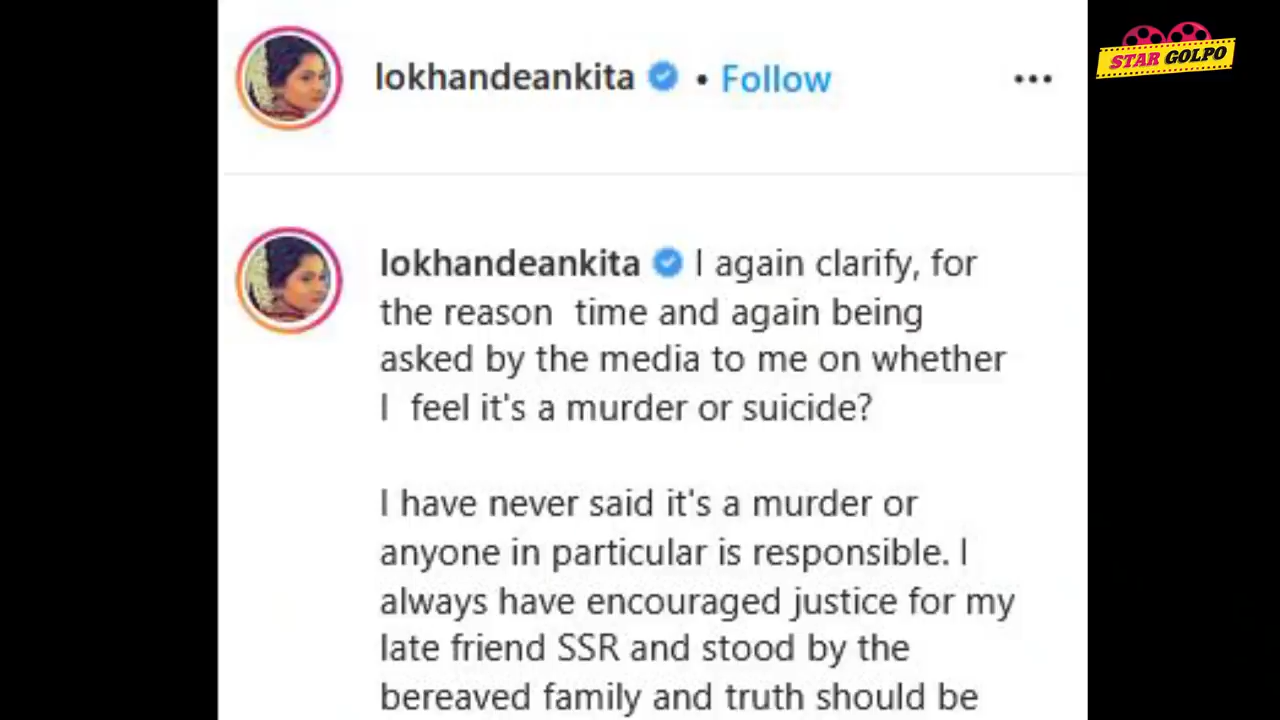 lokhandeankita • Follow
STAR GOLPO
lokhandeankita I again clarify, for
the reason time and again being
asked by the media to me on whether
I feel it's a murder or suicide?
I have never said it's a murder or
anyone in particular is responsible. I
always have encouraged justice for my
late friend SSR and stood by the
bereaved family and truth should be